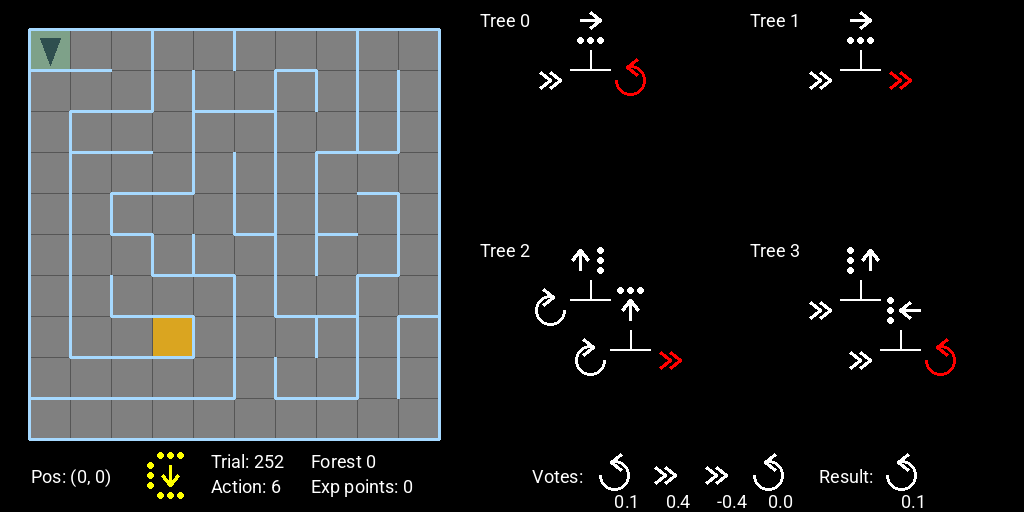 Tree 0
Tree 1
Tree 2
Tree 3
Pos: (0, 0)
Trial: 252
Forest 0
Action: 6
Exp points: 0
Votes:
0.1
0.4
-0.4
0.0
Result:
0.1